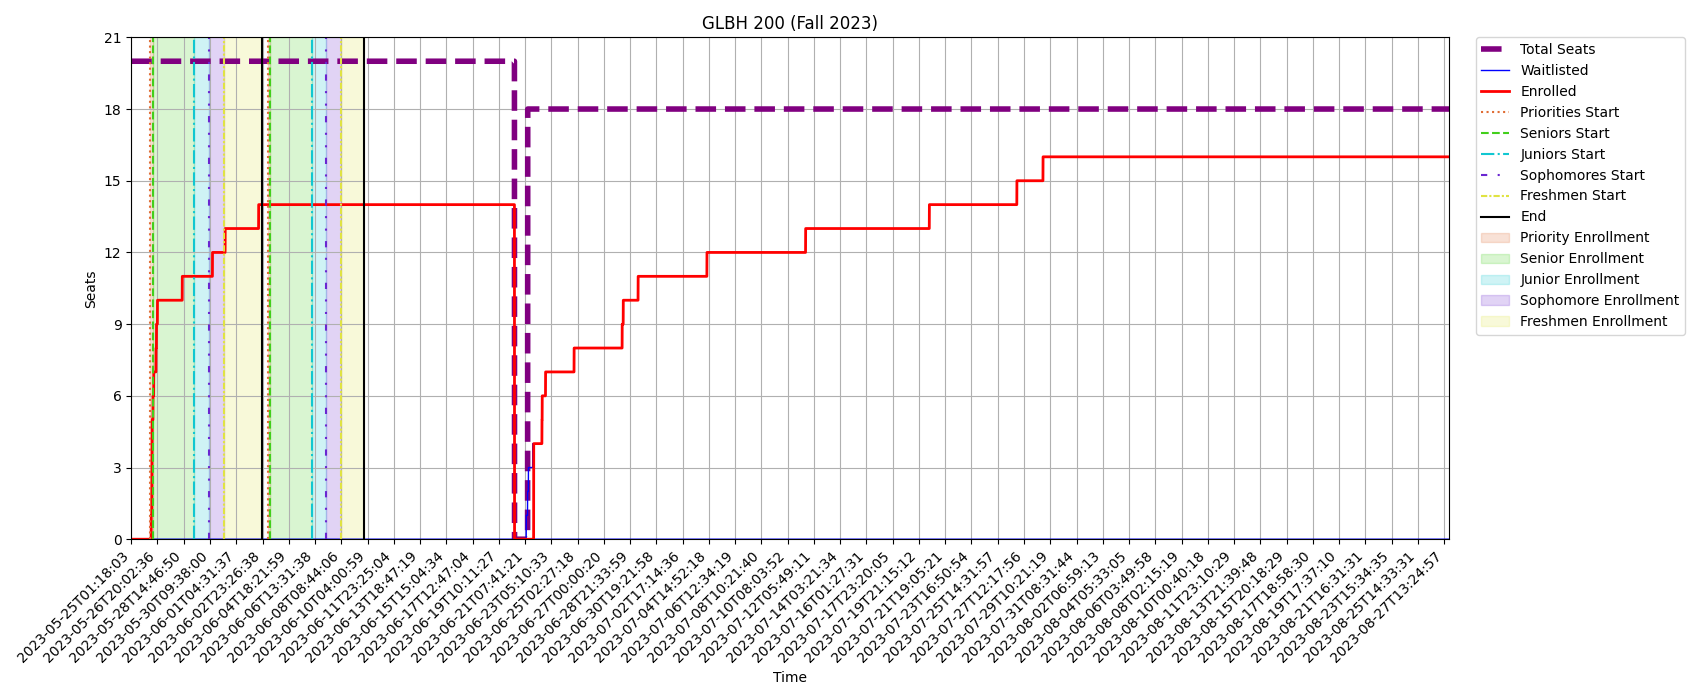 GLBH 200 (Fall 2023)
21
18
15
12
9
6
3
0
Seats
2023-05-25T01:18:03
2023-05-26T20:02:36
2023-05-28T14:46:50
2023-05-30T09:38:00
2023-06-01T04:31:37
2023-06-02T23:26:38
2023-06-04T18:21:59
2023-06-06T13:31:38
2023-06-08T08:44:06
2023-06-10T04:00:59
2023-06-11T23:25:04
2023-06-13T18:47:19
2023-06-15T15:04:34
2023-06-17T12:47:04
2023-06-19T10:11:27
2023-06-21T07:41:21
2023-06-23T05:10:33
2023-06-25T02:27:18
2023-06-27T00:00:20
2023-06-28T21:33:59
2023-06-30T19:21:58
2023-07-02T17:14:36
2023-07-04T14:52:18
2023-07-06T12:34:19
2023-07-08T10:21:40
2023-07-10T08:03:52
2023-07-12T05:49:11
2023-07-14T03:21:34
2023-07-16T01:27:31
2023-07-17T23:20:05
2023-07-19T21:15:12
2023-07-21T19:05:21
2023-07-23T16:50:54
2023-07-25T14:31:57
2023-07-27T12:17:56
2023-07-29T10:21:19
2023-07-31T08:31:44
2023-08-02T06:59:13
2023-08-04T05:33:05
2023-08-06T03:49:58
2023-08-08T02:15:19
2023-08-10T00:40:18
2023-08-11T23:10:29
2023-08-13T21:39:48
2023-08-15T20:18:29
2023-08-17T18:58:30
2023-08-19T17:37:10
2023-08-21T16:31:31
2023-08-23T15:34:35
2023-08-25T14:33:31
2023-08-27T13:24:57
Time
Total Seats
Waitlisted
Enrolled
Priorities Start
Seniors Start
Juniors Start
Sophomores Start
Freshmen Start
End
Priority Enrollment
Senior Enrollment
Junior Enrollment
Sophomore Enrollment
Freshmen Enrollment